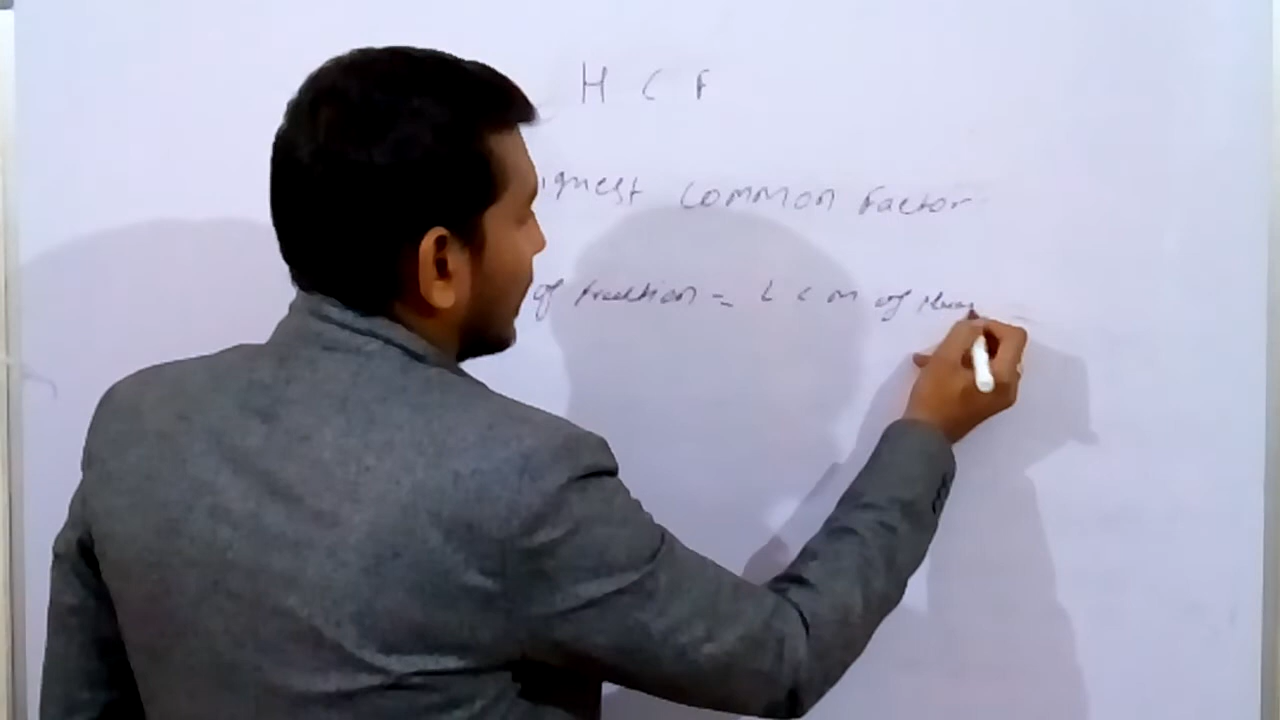 H C F
ighest Common Factor
of fraction = L C M of